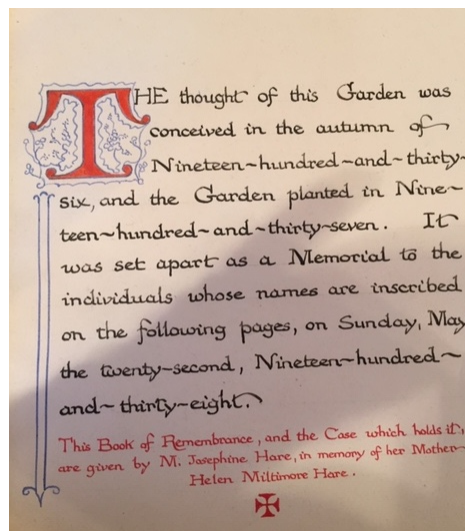 THE thought of this Garden was
conceived in the autumn of
Nineteen~hundred~and~thirty~
six, and the Garden planted in Nine~
teen~hundred~and~thirty~seven. It
was set apart as a Memorial to the
individuals whose names are inscribed
on the following pages, on Sunday, May
the twenty~second, Nineteen~hundred~
and~thirty~eight.
This Book of Remembrance, and the Case which holds it,
are given by M. Josephine Hare, in memory of her Mother~
Helen Miltimore Hare.